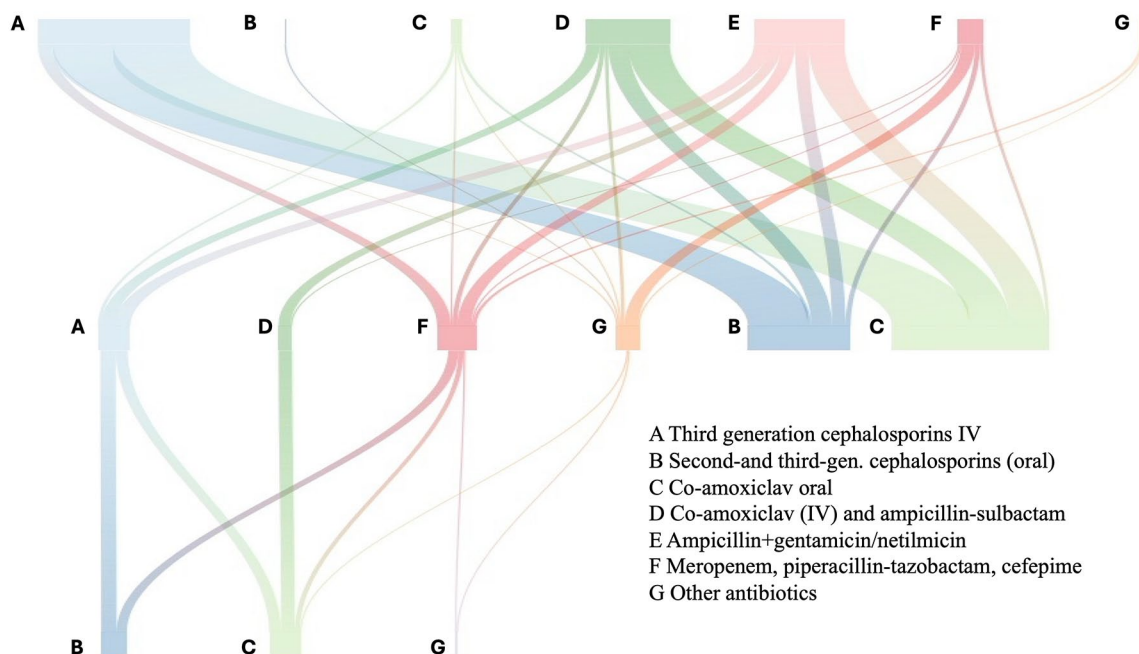 A B C D E F G
A D F G B C
A Third generation cephalosporins IV
B Second-and third-gen. cephalosporins (oral)
C Co-amoxiclav oral
D Co-amoxiclav (IV) and ampicillin-sulbactam
E Ampicillin+gentamicin/netilmicin
F Meropenem, piperacillin-tazobactam, cefepime
G Other antibiotics
B C G